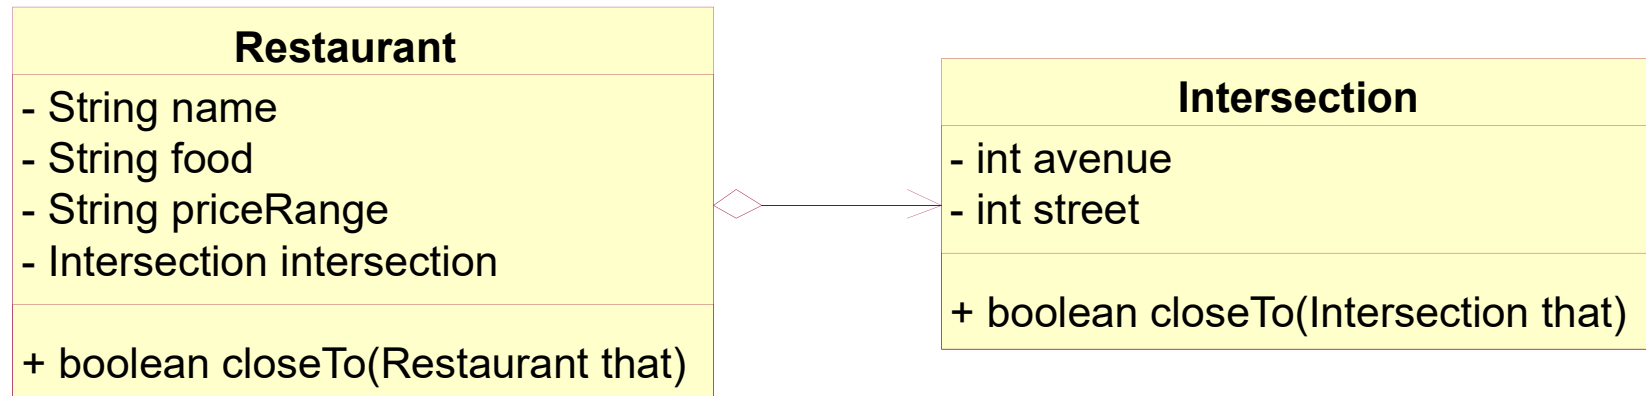 Restaurant
- String name
- String food
- String priceRange
- Intersection intersection
+ boolean closeTo(Restaurant that)
Intersection
- int avenue
- int street
+ boolean closeTo(Intersection that)